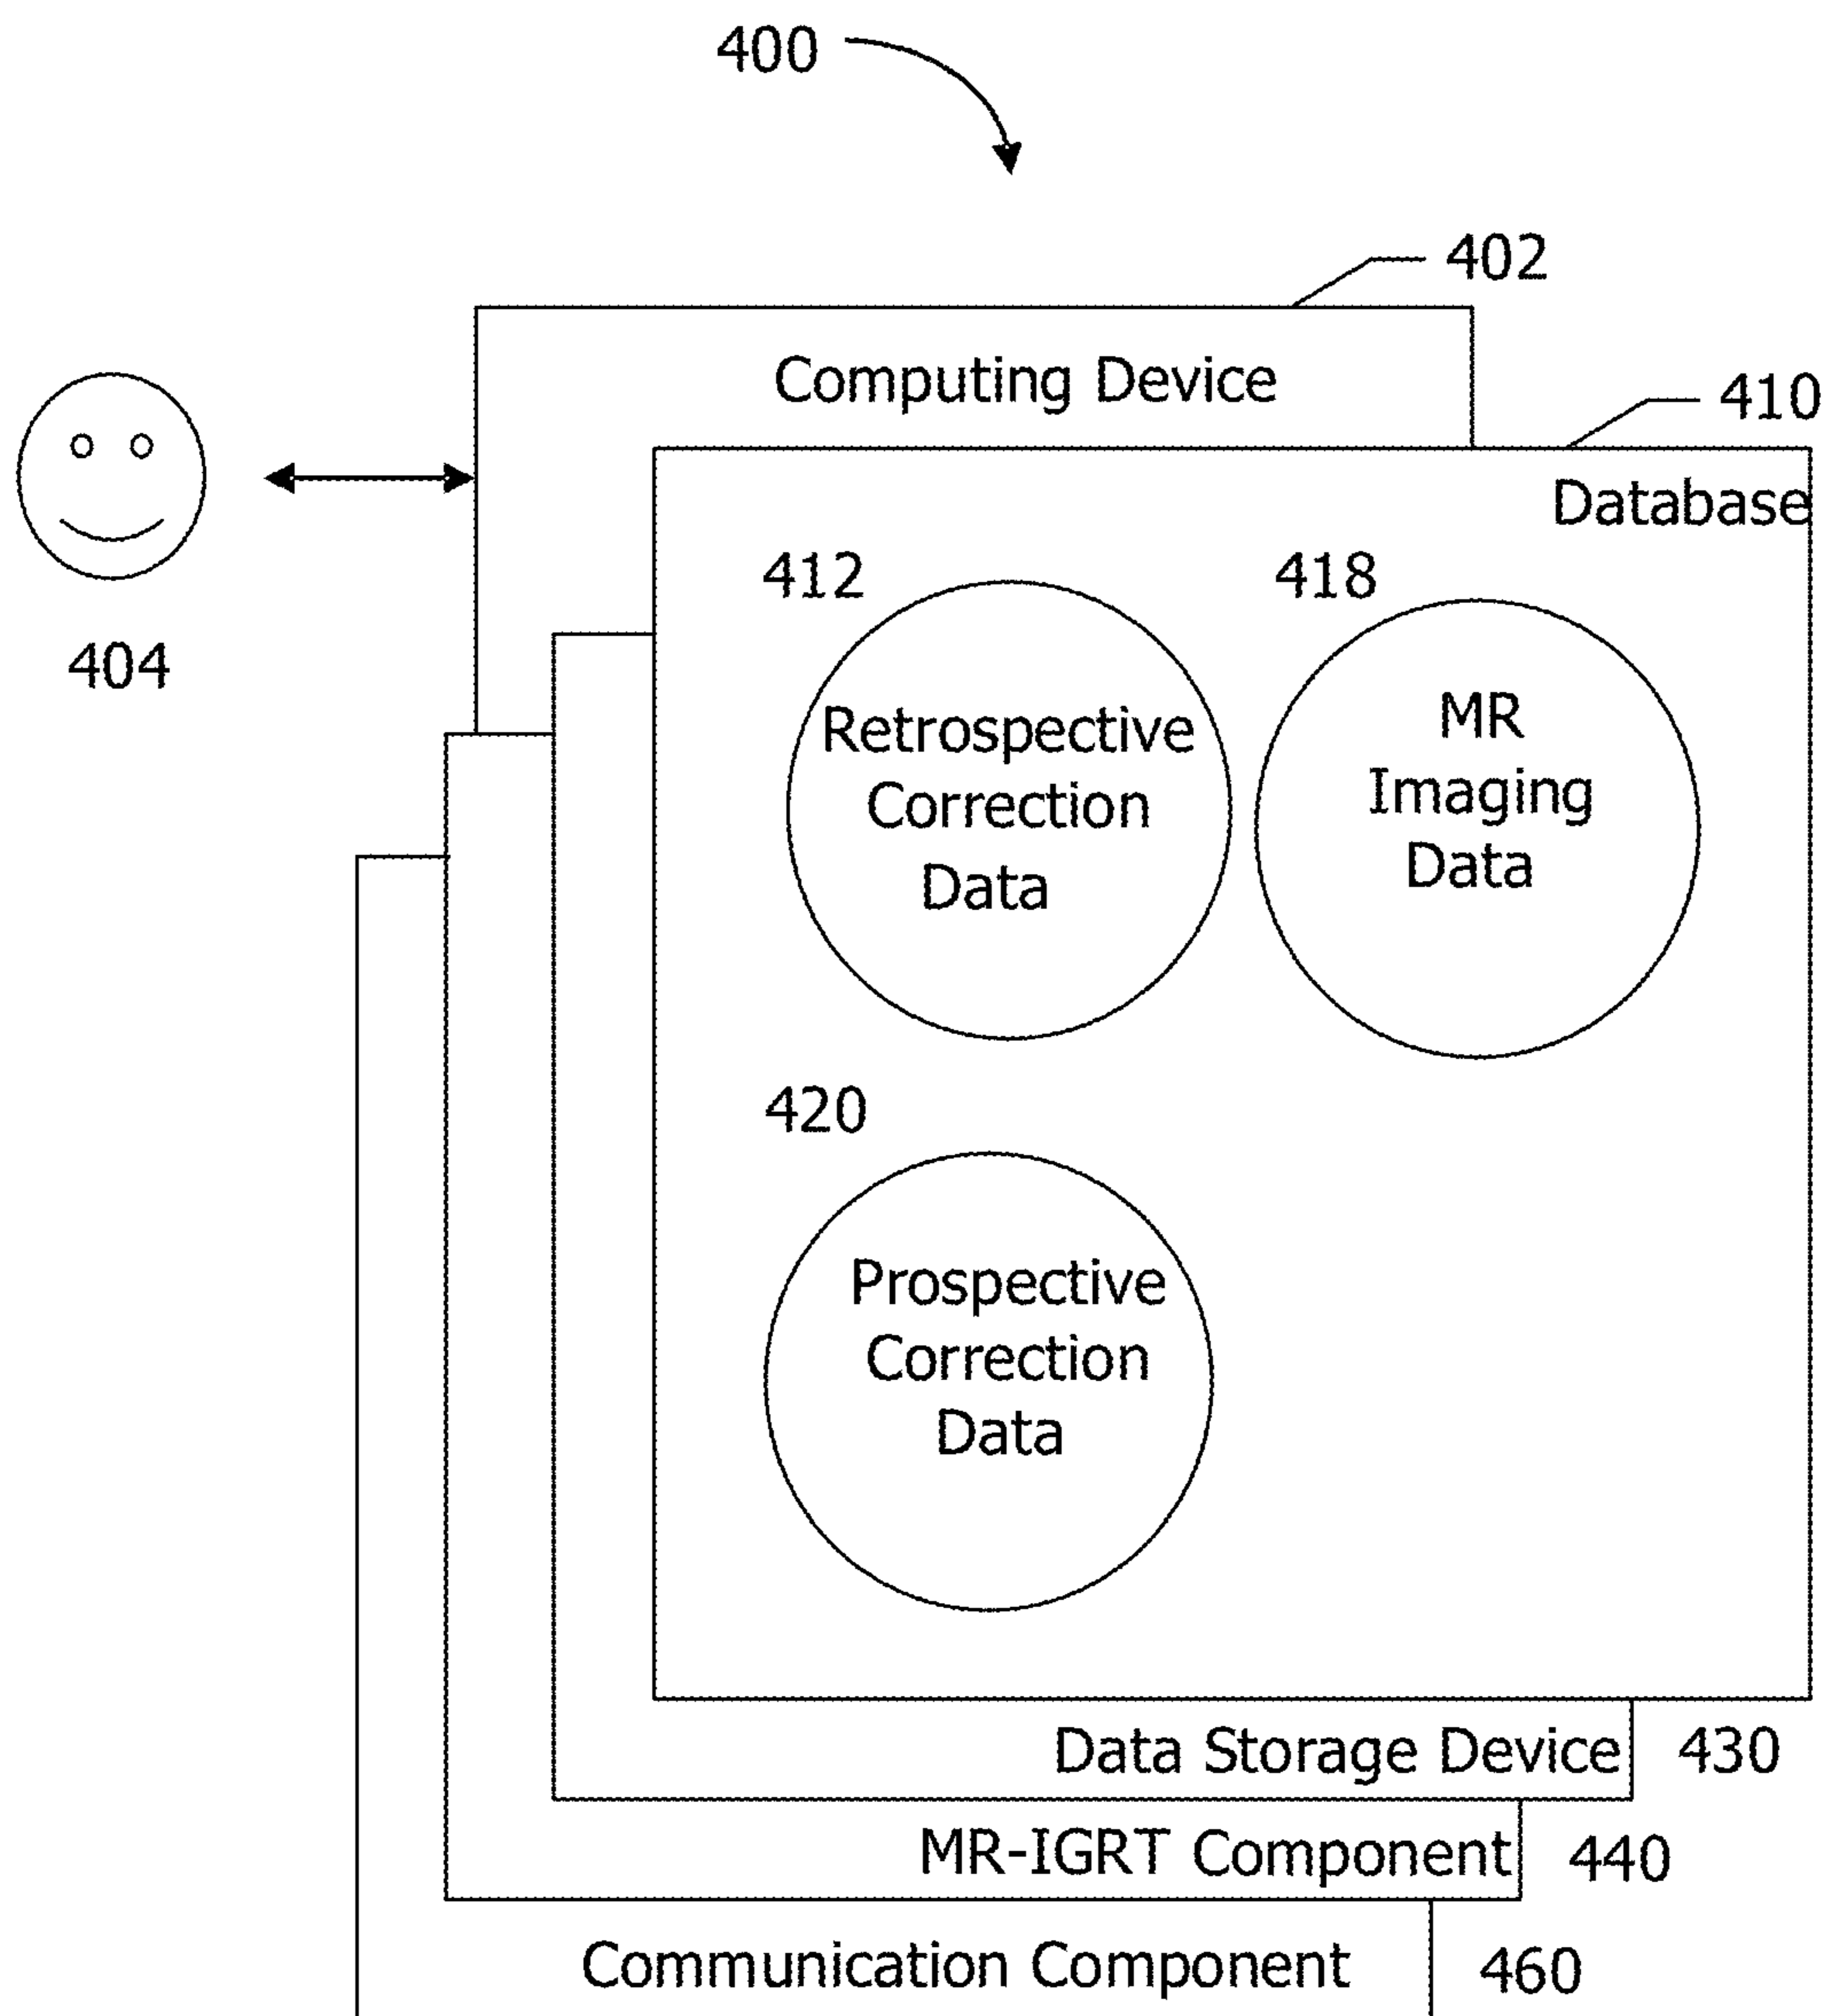 400
402
Computing Device
410
Database
412
418
404
Retrospective
Correction
Data
MR
Imaging
Data
420
Prospective
Correction
Data
Data Storage Device
430
MR-IGRT Component
440
Communication Component
460